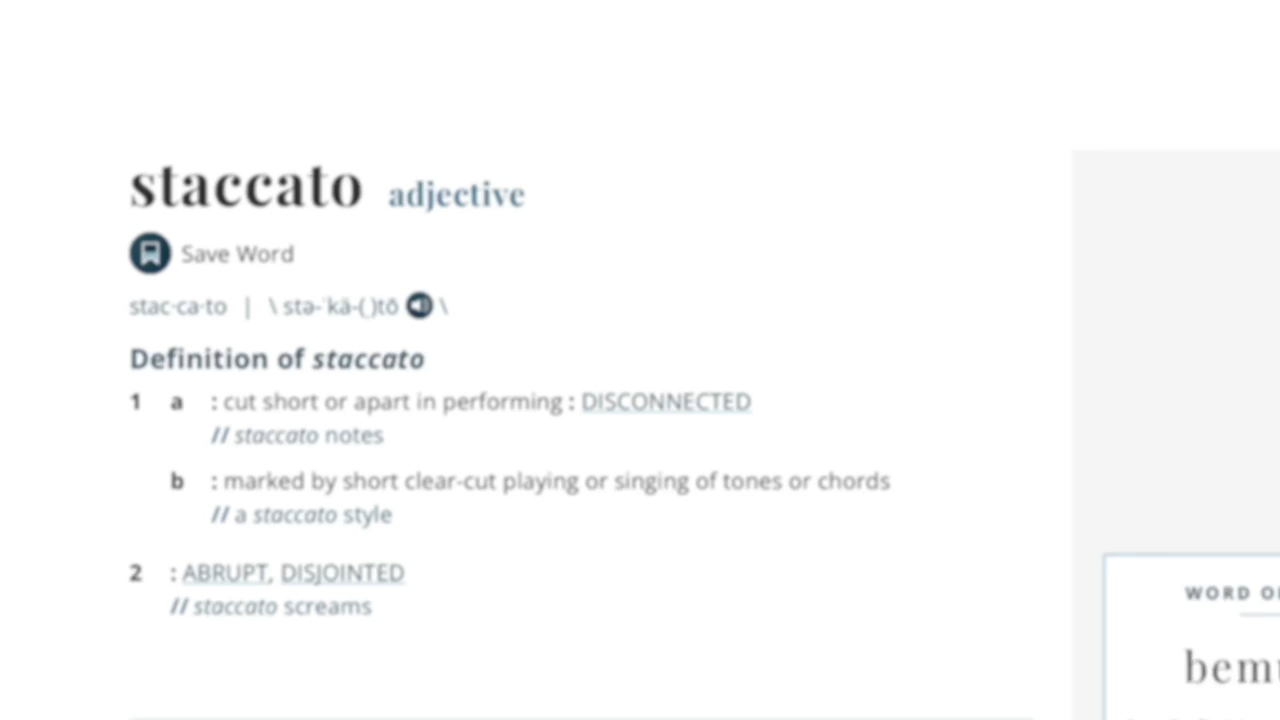 staccato adjective
Save Word
stac·ca·to | \ stə-ˈkä-( )tō \
Definition of staccato
1 a : cut short or apart in performing : DISCONNECTED
// staccato notes
b : marked by short clear-cut playing or singing of tones or chords
// a staccato style
2 : ABRUPT, DISJOINTED
// staccato screams
WORD